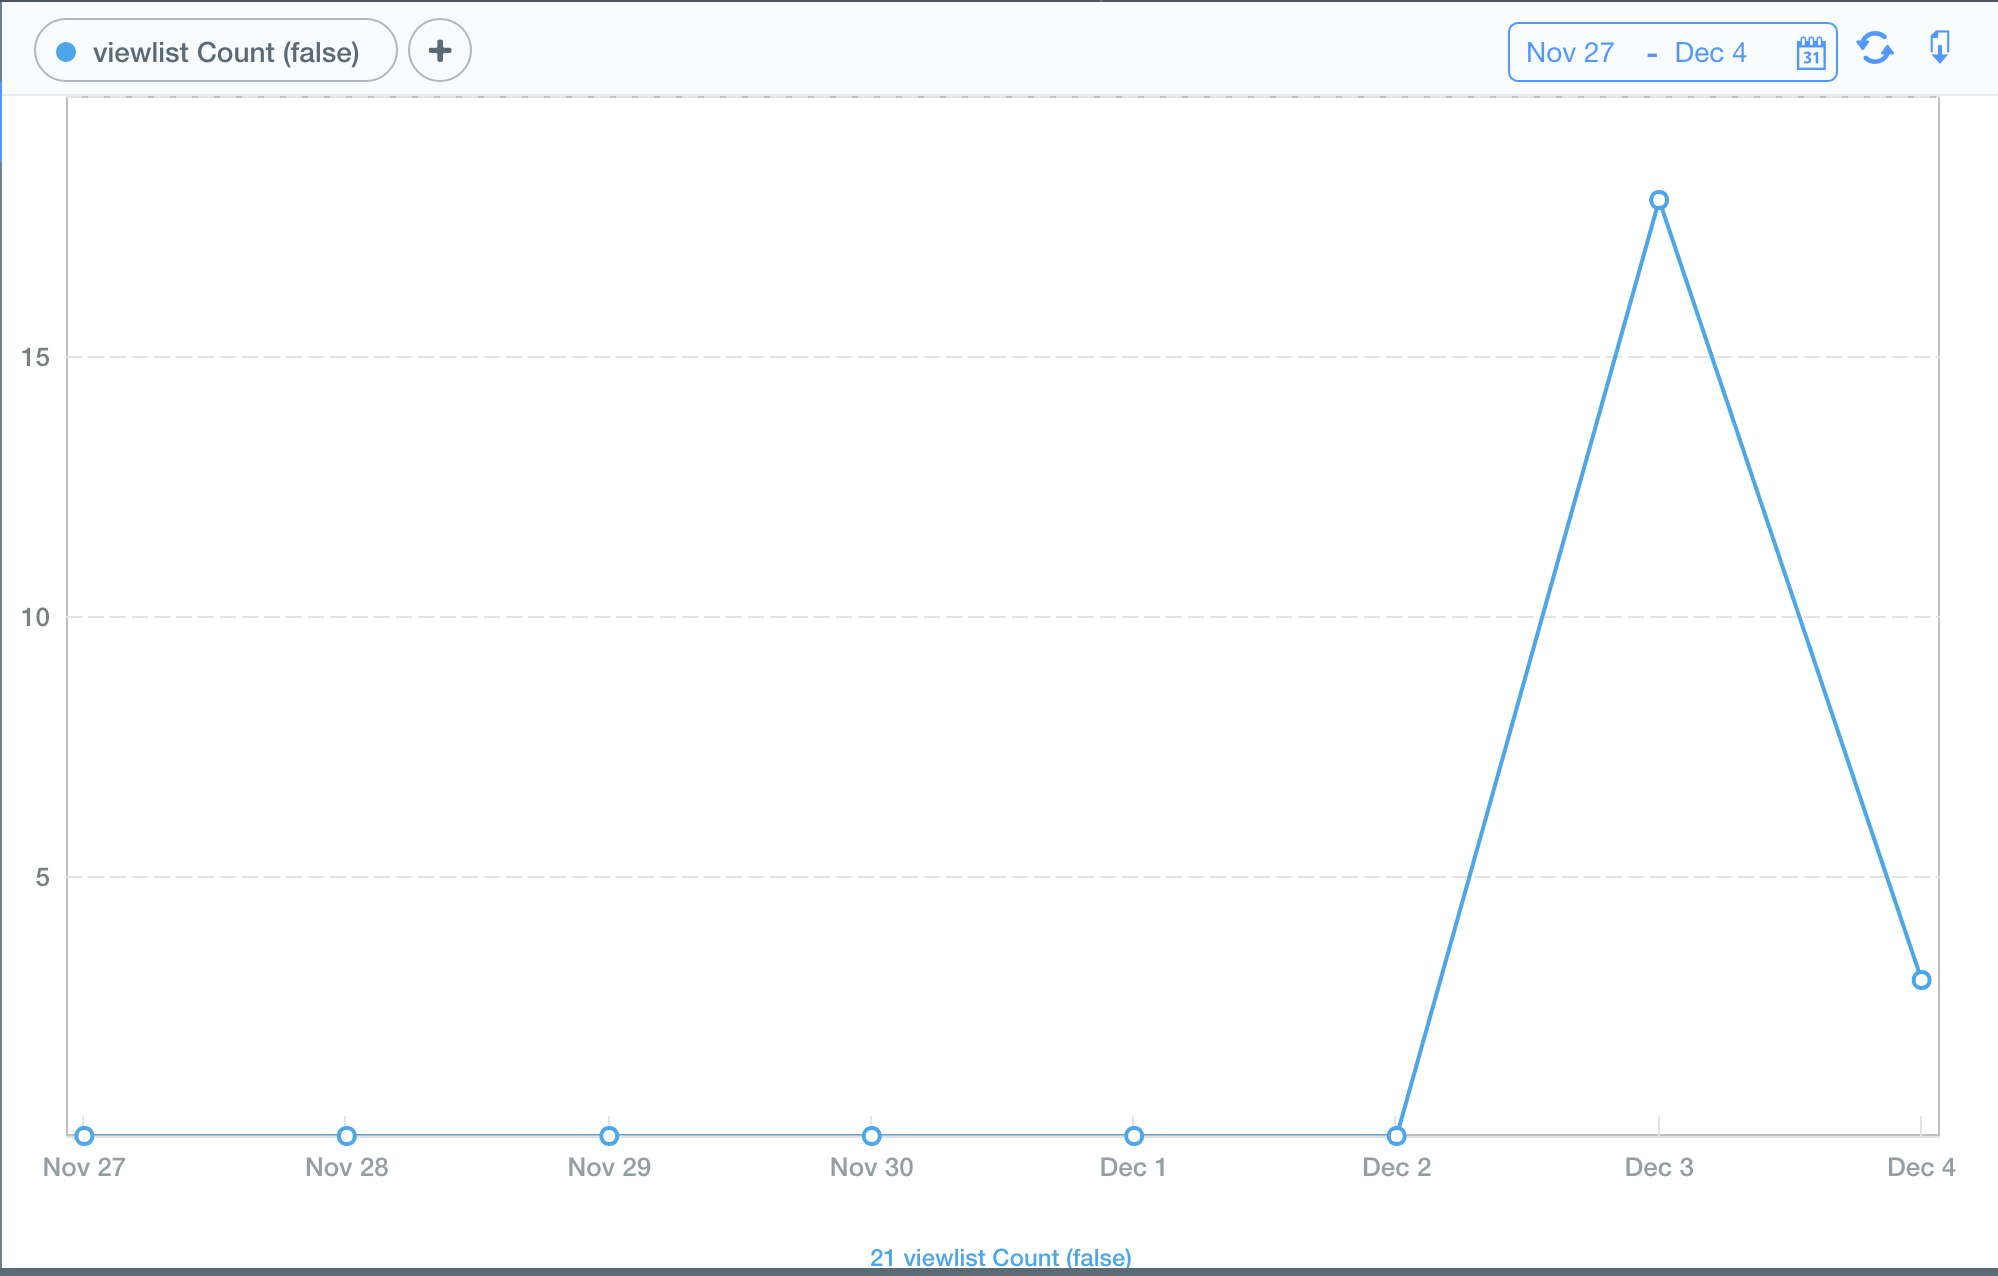 viewlist Count (false)
Nov 27 - Dec 4
31
15
10
5
Nov 27 Nov 28 Nov 29 Nov 30 Dec 1 Dec 2 Dec 3 Dec 4
21 viewlist Count (false)